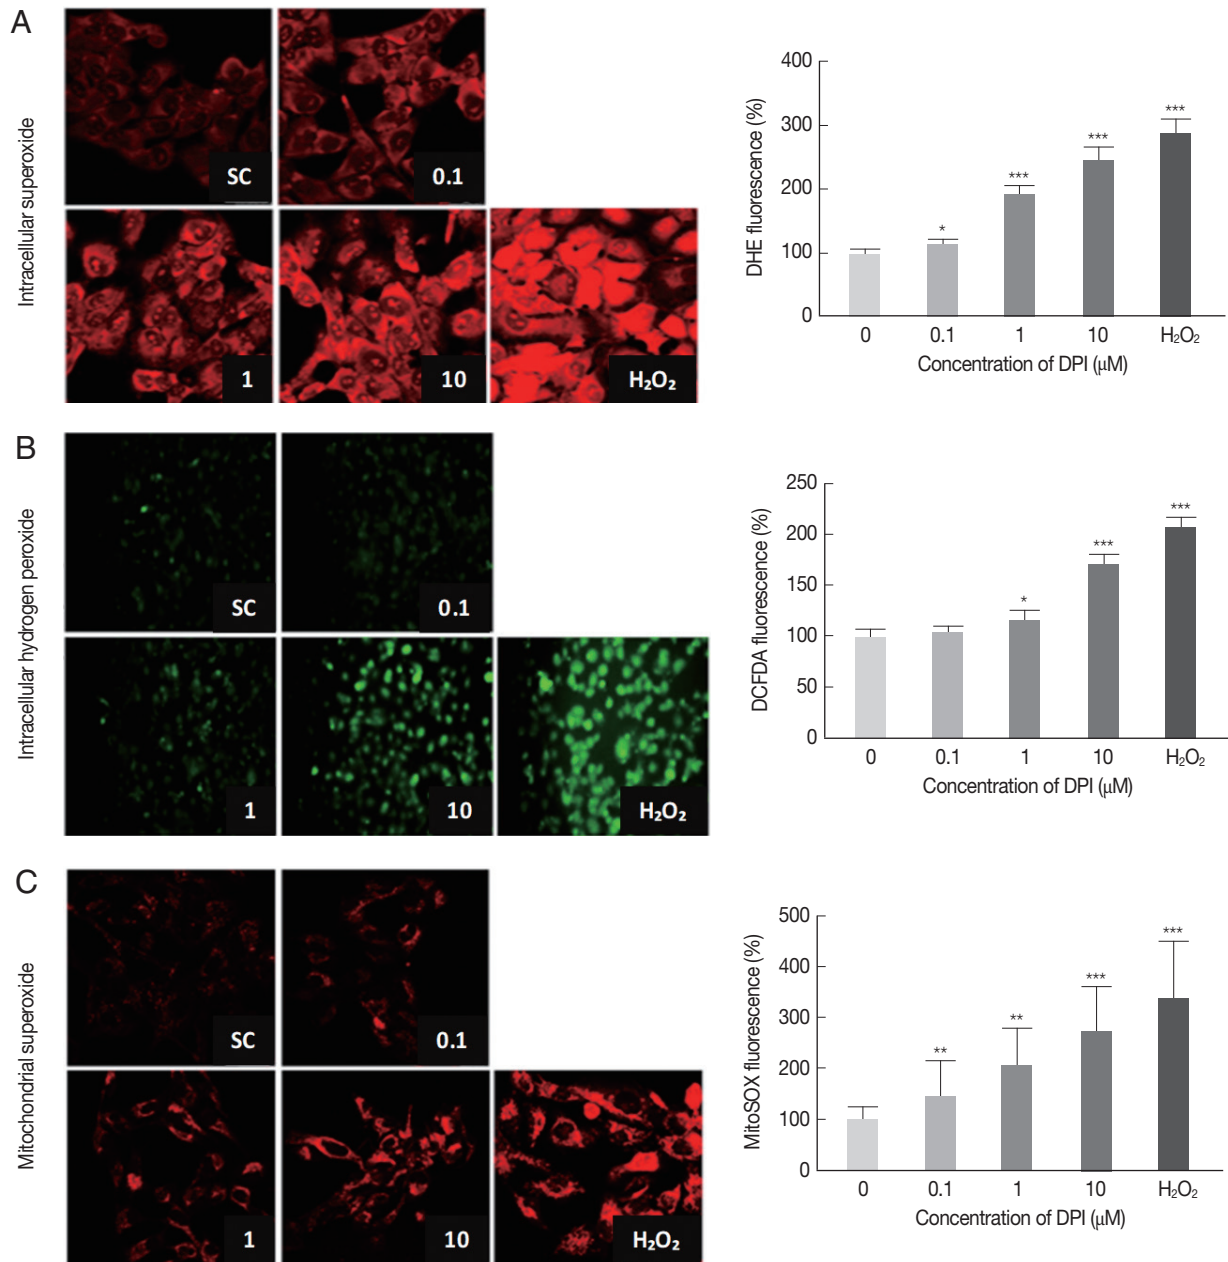 A
Intracellular superoxide
SC
0.1
1
10
H₂O₂
DHE fluorescence (%)
400
300
200
100
0
*
***
***
***
0
0.1
1
10
H₂O₂
Concentration of DPI (μM)
B
Intracellular hydrogen peroxide
SC
0.1
1
10
H₂O₂
DCFDA fluorescence (%)
250
200
150
100
50
0
*
***
***
0
0.1
1
10
H₂O₂
Concentration of DPI (μM)
C
Mitochondrial superoxide
SC
0.1
1
10
H₂O₂
MitoSOX fluorescence (%)
500
400
300
200
100
0
**
**
***
***
0
0.1
1
10
H₂O₂
Concentration of DPI (μM)